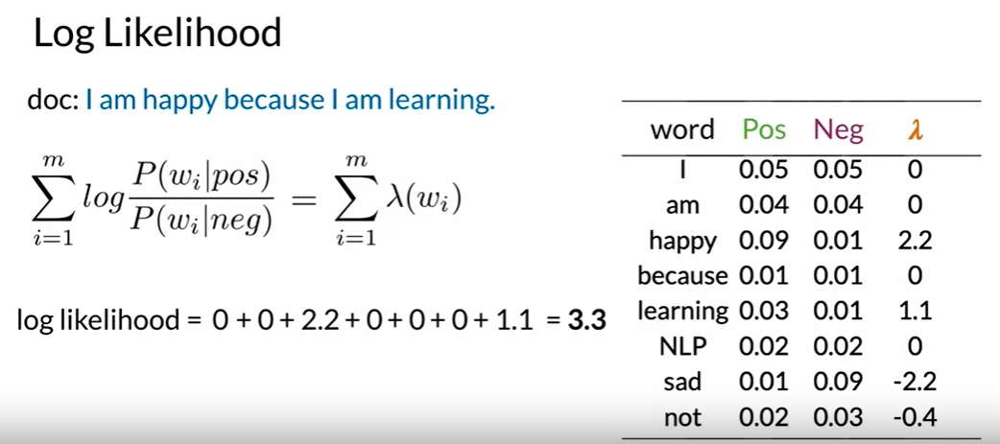 Log Likelihood
doc: I am happy because I am learning.
\sum_{i=1}^{m} log \frac{P(w_i|pos)}{P(w_i|neg)} = \sum_{i=1}^{m} λ(w_i)
log likelihood = 0 + 0 + 2.2 + 0 + 0 + 0 + 1.1 = 3.3
word Pos Neg λ
I 0.05 0.05 0
am 0.04 0.04 0
happy 0.09 0.01 2.2
because 0.01 0.01 0
learning 0.03 0.01 1.1
NLP 0.02 0.02 0
sad 0.01 0.09 -2.2
not 0.02 0.03 -0.4